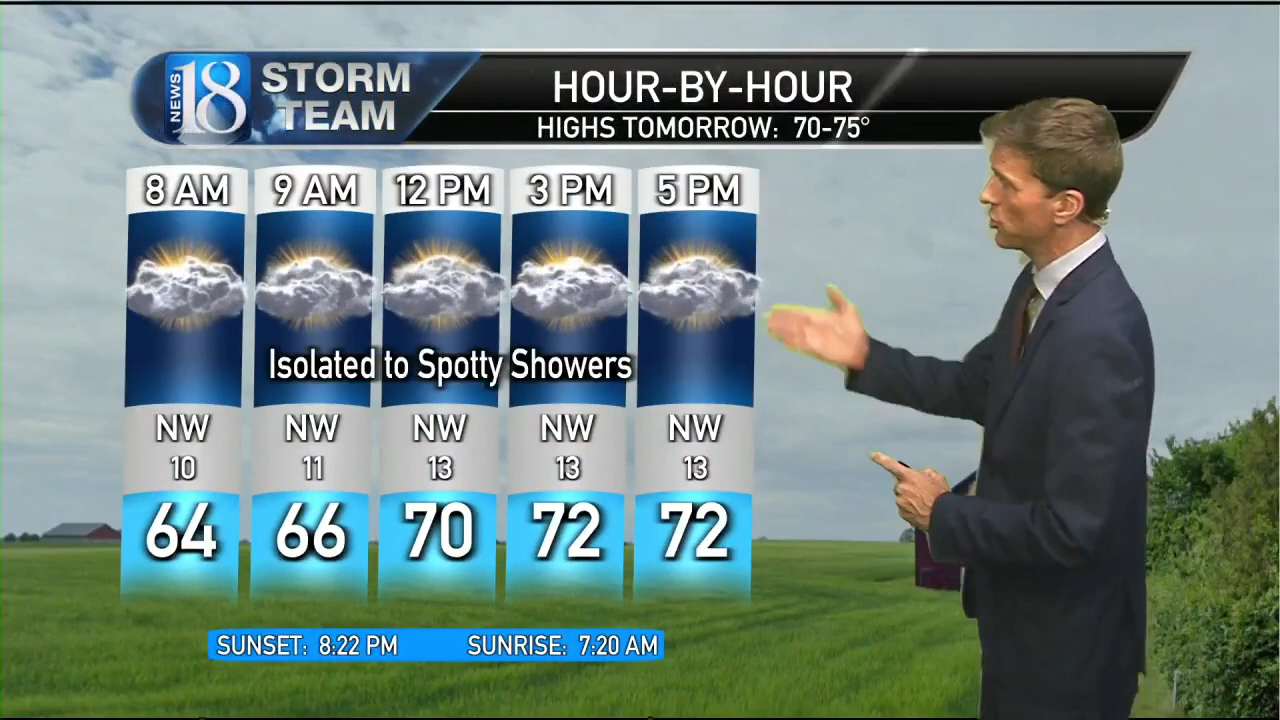 NEWS 18 STORM TEAM
HOUR-BY-HOUR
HIGHS TOMORROW: 70-75°
8 AM 9 AM 12 PM 3 PM 5 PM
Isolated to Spotty Showers
NW NW NW NW NW
10 11 13 13 13
64 66 70 72 72
SUNSET: 8:22 PM SUNRISE: 7:20 AM